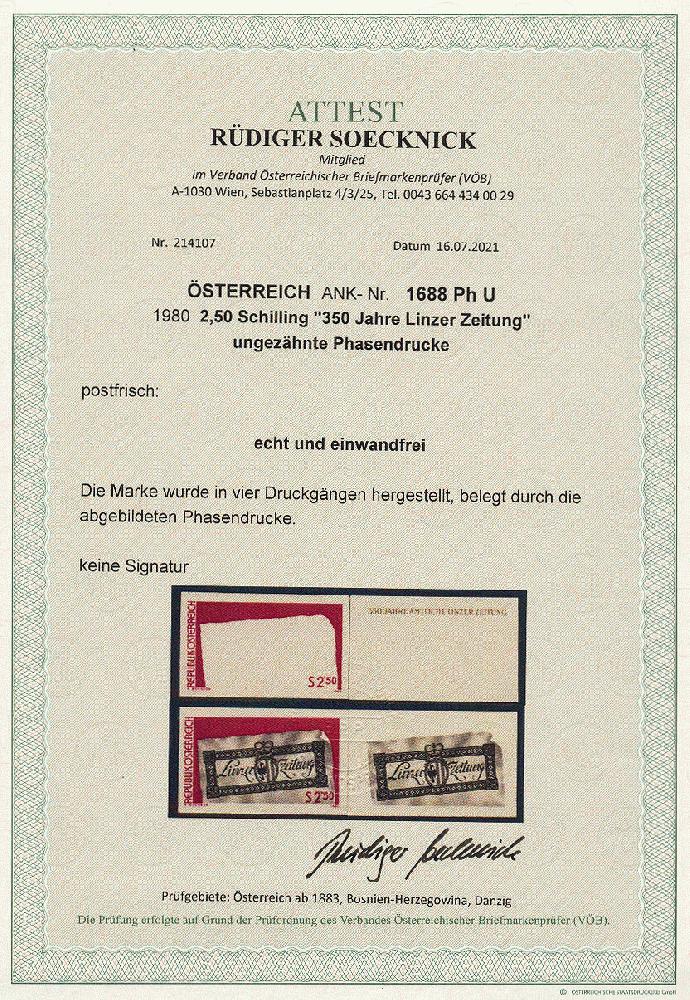 ATTEST
RÜDIGER SOECKNICK
Mitglied
im Verband Österreichischer Briefmarkenprüfer (VÖB)
A-1030 Wien, Sebastianplatz 4/3/25, Tel. 0043 664 434 00 29
Nr. 214107
Datum 16.07.2021
ÖSTERREICH ANK- Nr. 1688 Ph U
1980 2,50 Schilling "350 Jahre Linzer Zeitung"
ungezähnte Phasendrucke
postfrisch:
echt und einwandfrei
Die Marke wurde in vier Druckgängen hergestellt, belegt durch die
abgebildeten Phasendrucke.
keine Signatur
REPUBLIK ÖSTERREICH
350 JAHRE AMTLICHE LINZER ZEITUNG
S 2 50
REPUBLIK ÖSTERREICH
Linzer Zeitung
S 2 50
Linzer Zeitung
Prüfgebiete: Österreich ab 1883, Bosnien-Herzegowina, Danzig
Die Prüfung erfolgte auf Grund der Prüfordnung des Verbandes Österreichischer Briefmarkenprüfer (VÖB).
© ÖSTERREICHISCHE STAATSDRUCKEREI GmbH